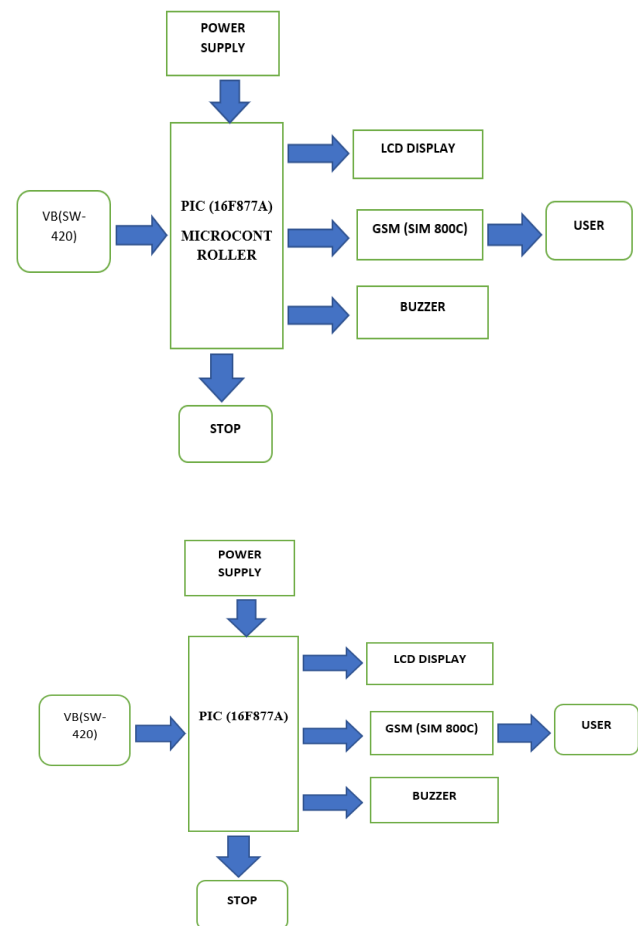 POWER
SUPPLY
LCD DISPLAY
VB(SW-
420)
PIC (16F877A)
MICROCONT
ROLLER
GSM (SIM 800C)
USER
BUZZER
STOP
POWER
SUPPLY
LCD DISPLAY
VB(SW-
420)
PIC (16F877A)
GSM (SIM 800C)
USER
BUZZER
STOP